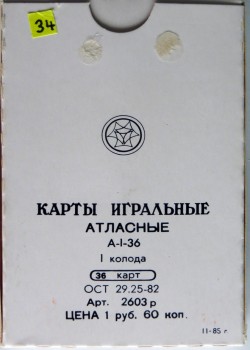 34
КАРТЫ ИГРАЛЬНЫЕ
АТЛАСНЫЕ
А-I-36
I колода
36 карт
ОСТ 29.25-82
Арт. 2603 р
ЦЕНА 1 руб. 60 коп.
11-85 г.